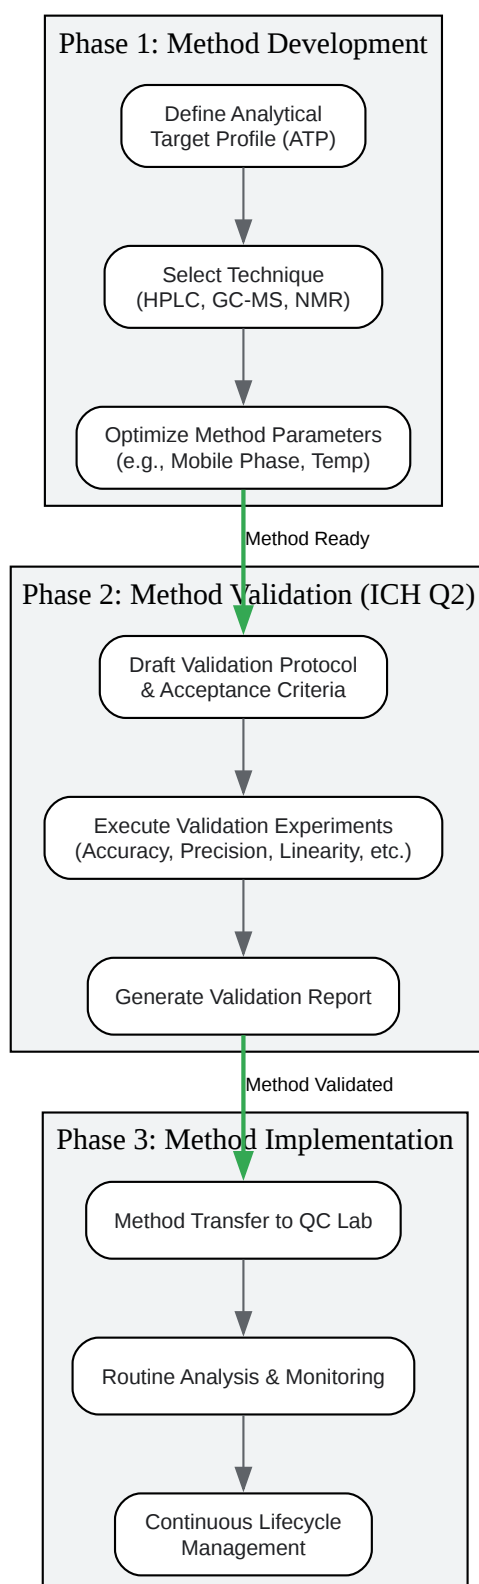 Phase 1: Method Development
Define Analytical
Target Profile (ATP)
Select Technique
(HPLC, GC-MS, NMR)
Optimize Method Parameters
(e.g., Mobile Phase, Temp)
Method Ready
Phase 2: Method Validation (ICH Q2)
Draft Validation Protocol
& Acceptance Criteria
Execute Validation Experiments
(Accuracy, Precision, Linearity, etc.)
Generate Validation Report
Method Validated
Phase 3: Method Implementation
Method Transfer to QC Lab
Routine Analysis & Monitoring
Continuous Lifecycle
Management